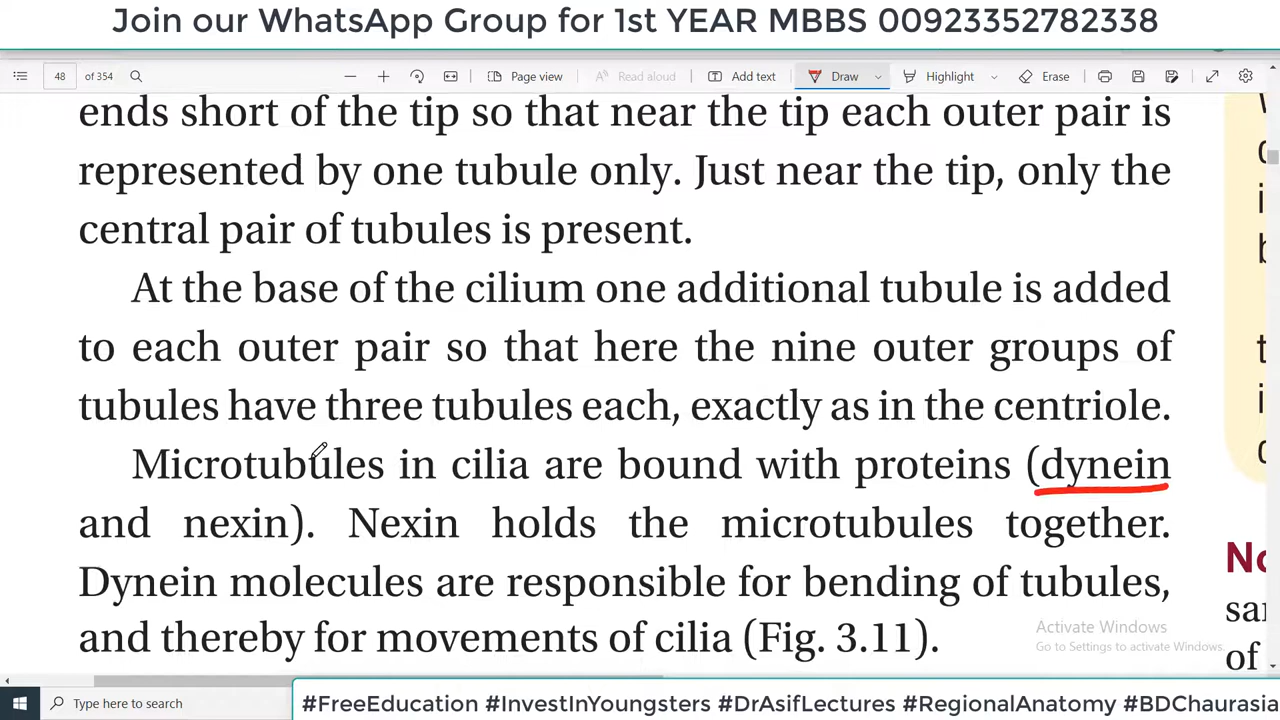 Join our WhatsApp Group for 1st YEAR MBBS 00923352782338
48 of 354 Page view Read aloud Add text Draw Highlight Erase
ends short of the tip so that near the tip each outer pair is
represented by one tubule only. Just near the tip, only the
central pair of tubules is present.
At the base of the cilium one additional tubule is added
to each outer pair so that here the nine outer groups of
tubules have three tubules each, exactly as in the centriole.
Microtubules in cilia are bound with proteins (dynein
and nexin). Nexin holds the microtubules together.
Dynein molecules are responsible for bending of tubules,
and thereby for movements of cilia (Fig. 3.11).
of
Activate Windows
Go to Settings to activate Windows.
Type here to search
#FreeEducation #InvestInYoungsters #DrAsifLectures #RegionalAnatomy #BDChaurasia